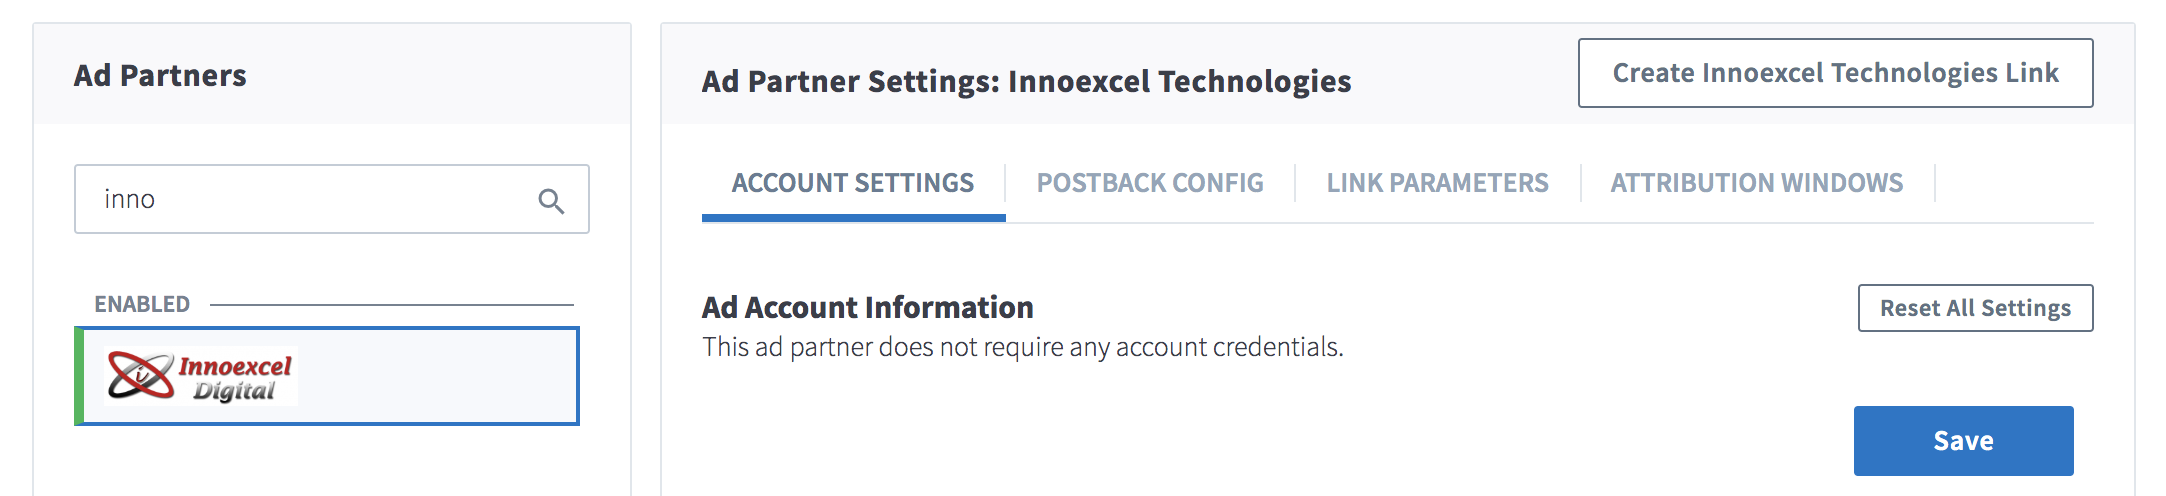 Ad Partners
inno
ENABLED
i
Innoexcel
Digital
Ad Partner Settings: Innoexcel Technologies
Create Innoexcel Technologies Link
ACCOUNT SETTINGS
POSTBACK CONFIG
LINK PARAMETERS
ATTRIBUTION WINDOWS
Ad Account Information
Reset All Settings
This ad partner does not require any account credentials.
Save